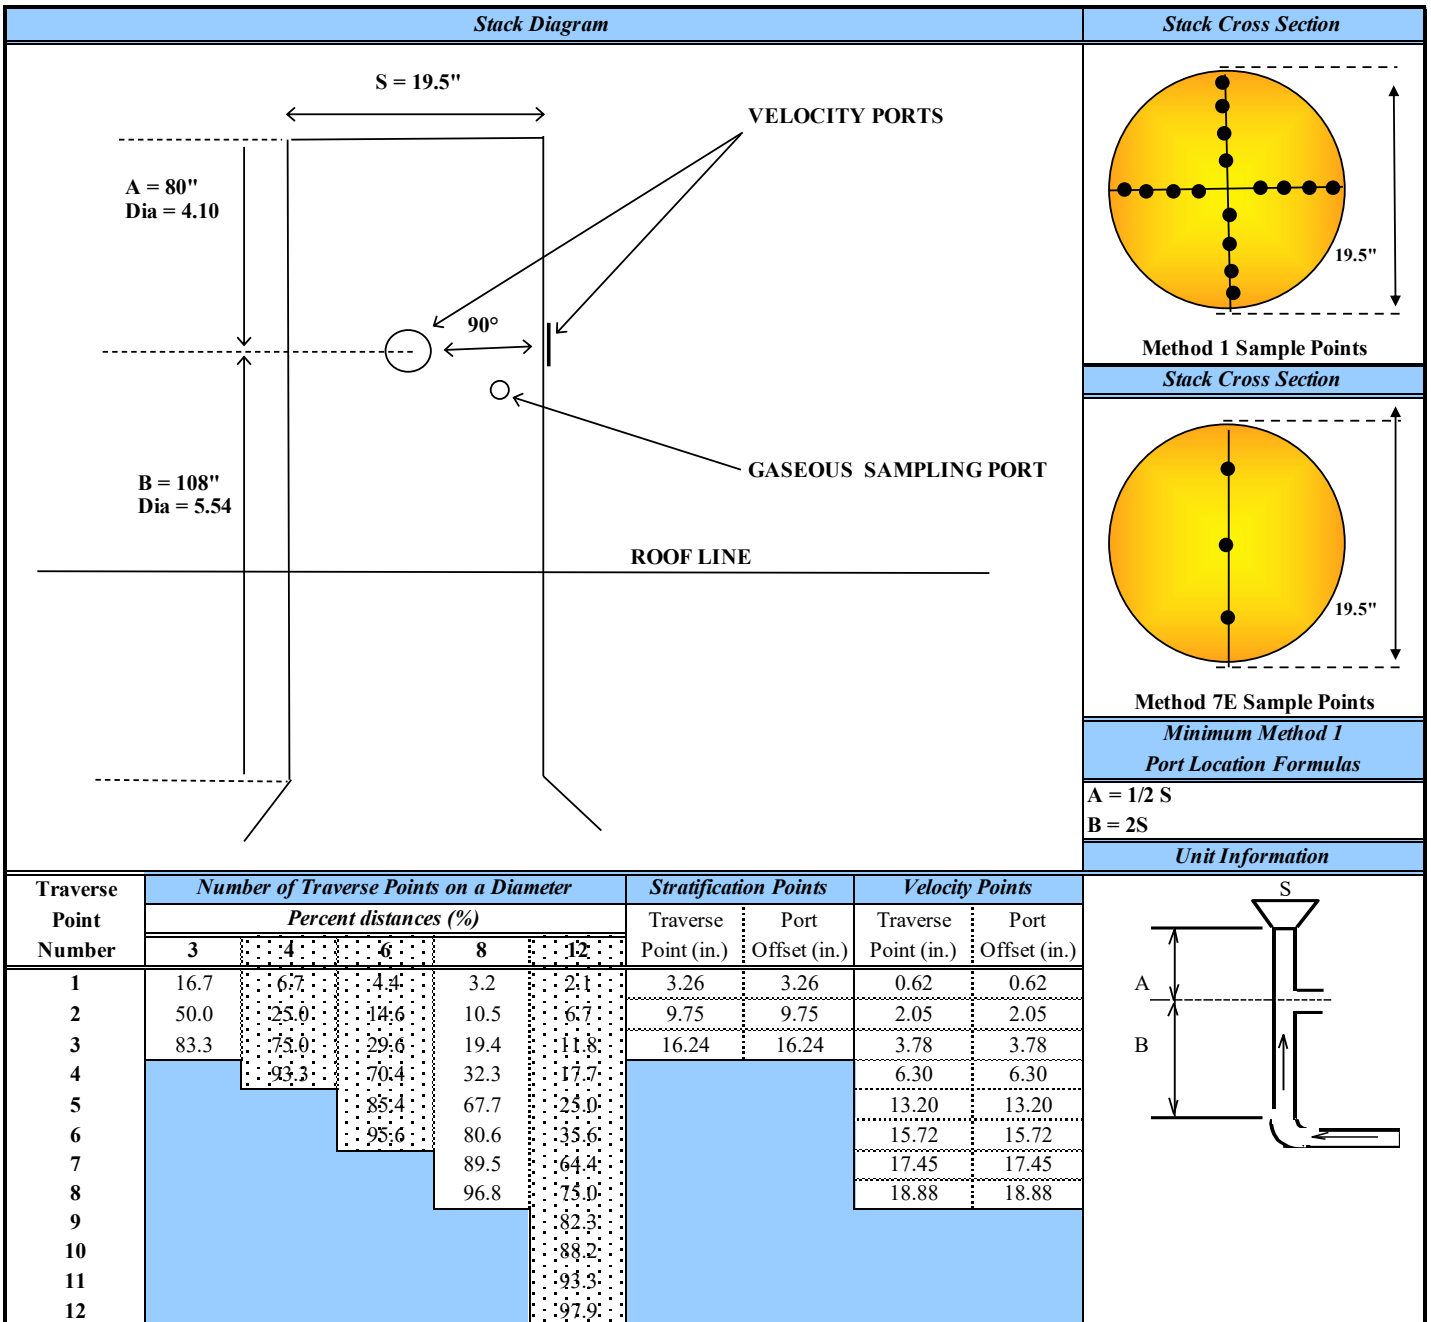 Stack Diagram
Stack Cross Section
S = 19.5"
VELOCITY PORTS
A = 80"
Dia = 4.10
90°
19.5"
Method 1 Sample Points
Stack Cross Section
GASEOUS SAMPLING PORT
B = 108"
Dia = 5.54
ROOF LINE
19.5"
Method 7E Sample Points
Minimum Method 1
Port Location Formulas
A = 1/2 S
B = 2S
Unit Information
Traverse Point Number
Number of Traverse Points on a Diameter
Stratification Points
Velocity Points
Percent distances (%)
Traverse Point (in.)
Port Offset (in.)
Traverse Point (in.)
Port Offset (in.)
3 4 6 8 12
1 16.7 6.7 4.4 3.2 2.1 3.26 3.26 0.62 0.62
2 50.0 25.0 14.6 10.5 6.7 9.75 9.75 2.05 2.05
3 83.3 75.0 29.6 19.4 11.8 16.24 16.24 3.78 3.78
4 93.3 70.4 32.3 17.7 6.30 6.30
5 85.4 67.7 25.0 13.20 13.20
6 95.6 80.6 35.6 15.72 15.72
7 89.5 64.4 17.45 17.45
8 96.8 75.0 18.88 18.88
9 82.3
10 88.2
11 93.3
12 97.9
S
A
B